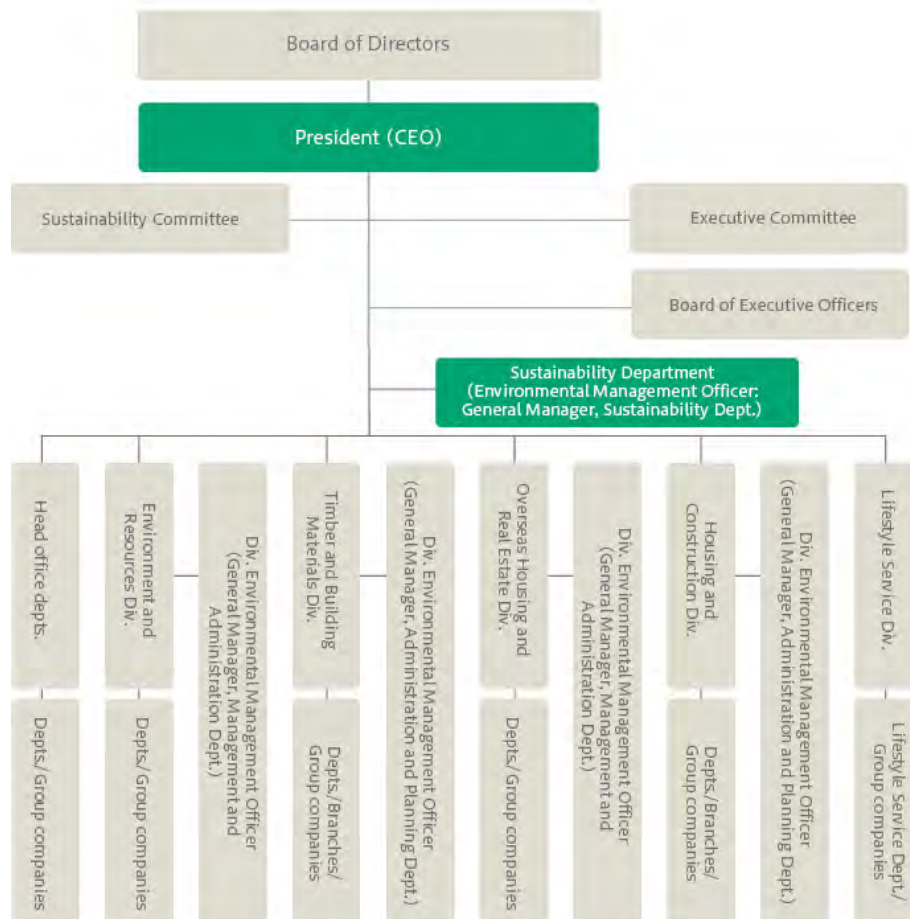 Board of Directors
President (CEO)
Sustainability Committee
Executive Committee
Board of Executive Officers
Sustainability Department
(Environmental Management Officer:
General Manager, Sustainability Dept.)
Head office depts.
Environment and
Resources Div.
Div. Environmental Management Officer
(General Manager, Management and
Administration Dept.)
Timber and Building
Materials Div.
Div. Environmental Management Officer
(General Manager, Administration and Planning Dept.)
Overseas Housing and
Real Estate Div.
Div. Environmental Management Officer
(General Manager, Management and
Administration Dept.)
Housing and
Construction Div.
Div. Environmental Management Officer
(General Manager, Administration and Planning Dept.)
Lifestyle Service Div.
Depts./ Group companies
Depts./ Group companies
Depts./Branches/
Group companies
Depts./ Group companies
Depts./Branches/
Group companies
Lifestyle Service Dept./
Group companies